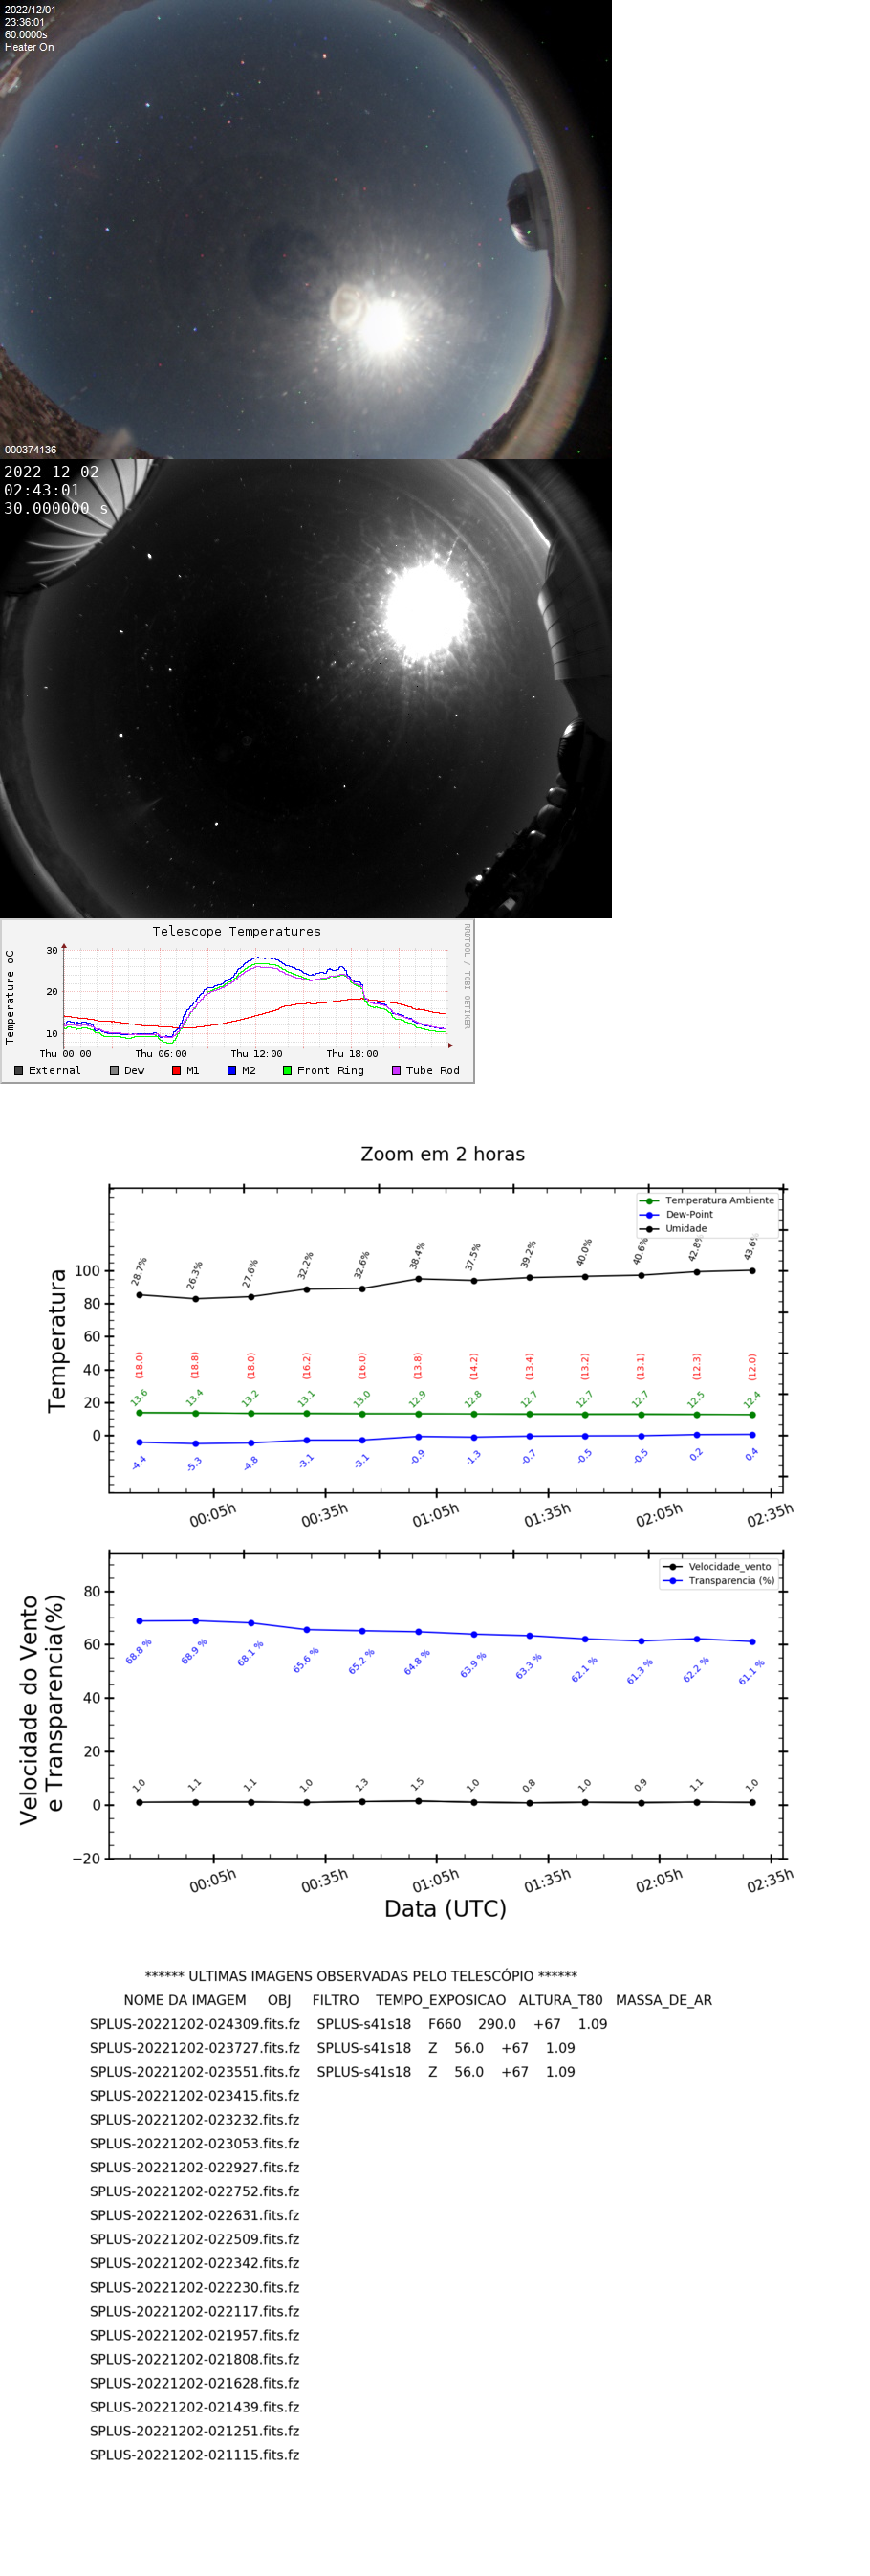 2022/12/01
23:36:01
60.0000s
Heater On
000374136
2022-12-02
02:43:01
30.000000 s
Telescope Temperatures
RRDTOOL / TOBI OETIKER
Temperature oC
30
20
10
Thu 00:00 Thu 06:00 Thu 12:00 Thu 18:00
External Dew M1 M2 Front Ring Tube Rod
Zoom em 2 horas
Temperatura Ambiente
Dew-Point
Umidade
Temperatura
100
80
60
40
20
0
28.7% 26.3% 27.6% 32.2% 32.6% 38.4% 37.5% 39.2% 40.0% 40.6% 42.8% 43.6%
(18.0) (18.8) (18.0) (16.2) (16.0) (13.8) (14.2) (13.4) (13.2) (13.1) (12.3) (12.0)
13.6 13.4 13.2 13.1 13.0 12.9 12.8 12.7 12.7 12.7 12.5 12.4
-4.4 -5.3 -4.8 -3.1 -3.1 -0.9 -1.3 -0.7 -0.5 -0.5 0.2 0.4
00:05h 00:35h 01:05h 01:35h 02:05h 02:35h
Velocidade_vento
Transparencia (%)
Velocidade do Vento
e Transparencia(%)
80
60
40
20
0
−20
68.8 % 68.9 % 68.1 % 65.6 % 65.2 % 64.8 % 63.9 % 63.3 % 62.1 % 61.3 % 62.2 % 61.1 %
1.0 1.1 1.1 1.0 1.3 1.5 1.0 0.8 1.0 0.9 1.1 1.0
00:05h 00:35h 01:05h 01:35h 02:05h 02:35h
Data (UTC)
****** ULTIMAS IMAGENS OBSERVADAS PELO TELESCÓPIO ******
NOME DA IMAGEM OBJ FILTRO TEMPO_EXPOSICAO ALTURA_T80 MASSA_DE_AR
SPLUS-20221202-024309.fits.fz SPLUS-s41s18 F660 290.0 +67 1.09
SPLUS-20221202-023727.fits.fz SPLUS-s41s18 Z 56.0 +67 1.09
SPLUS-20221202-023551.fits.fz SPLUS-s41s18 Z 56.0 +67 1.09
SPLUS-20221202-023415.fits.fz
SPLUS-20221202-023232.fits.fz
SPLUS-20221202-023053.fits.fz
SPLUS-20221202-022927.fits.fz
SPLUS-20221202-022752.fits.fz
SPLUS-20221202-022631.fits.fz
SPLUS-20221202-022509.fits.fz
SPLUS-20221202-022342.fits.fz
SPLUS-20221202-022230.fits.fz
SPLUS-20221202-022117.fits.fz
SPLUS-20221202-021957.fits.fz
SPLUS-20221202-021808.fits.fz
SPLUS-20221202-021628.fits.fz
SPLUS-20221202-021439.fits.fz
SPLUS-20221202-021251.fits.fz
SPLUS-20221202-021115.fits.fz